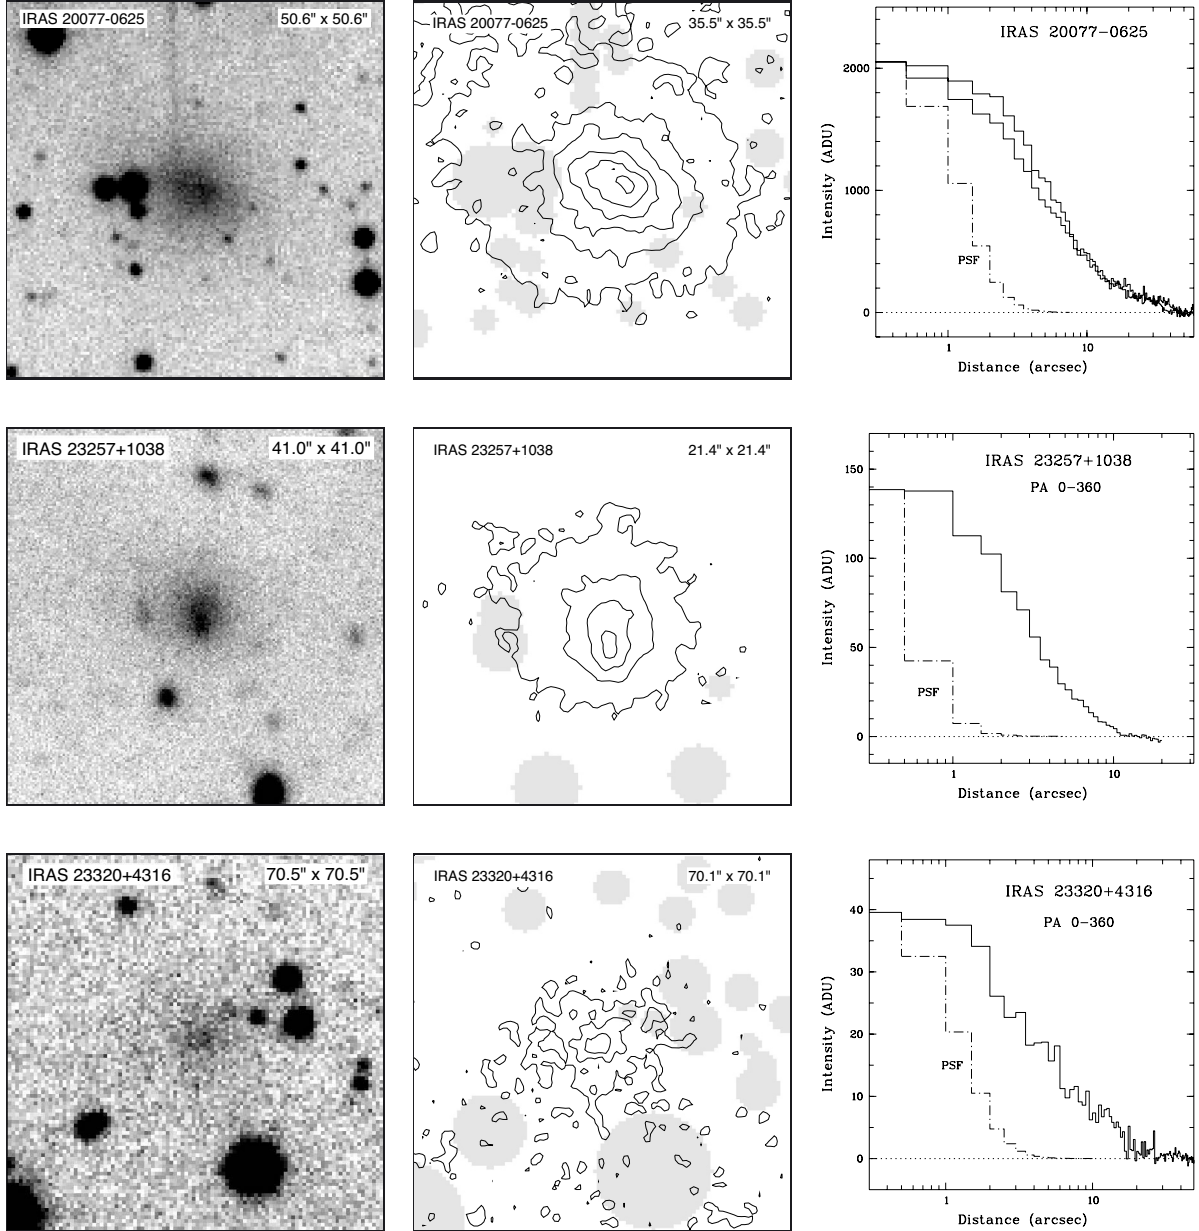 IRAS 20077-0625 50.6" x 50.6"
IRAS 20077-0625 35.5" x 35.5"
IRAS 20077−0625
2000
1000
0
Intensity (ADU)
PSF
1 10
Distance (arcsec)
IRAS 23257+1038 41.0" x 41.0"
IRAS 23257+1038 21.4" x 21.4"
IRAS 23257+1038
PA 0−360
150
100
50
0
Intensity (ADU)
PSF
1 10
Distance (arcsec)
IRAS 23320+4316 70.5" x 70.5"
IRAS 23320+4316 70.1" x 70.1"
IRAS 23320+4316
PA 0−360
40
30
20
10
0
Intensity (ADU)
PSF
1 10
Distance (arcsec)